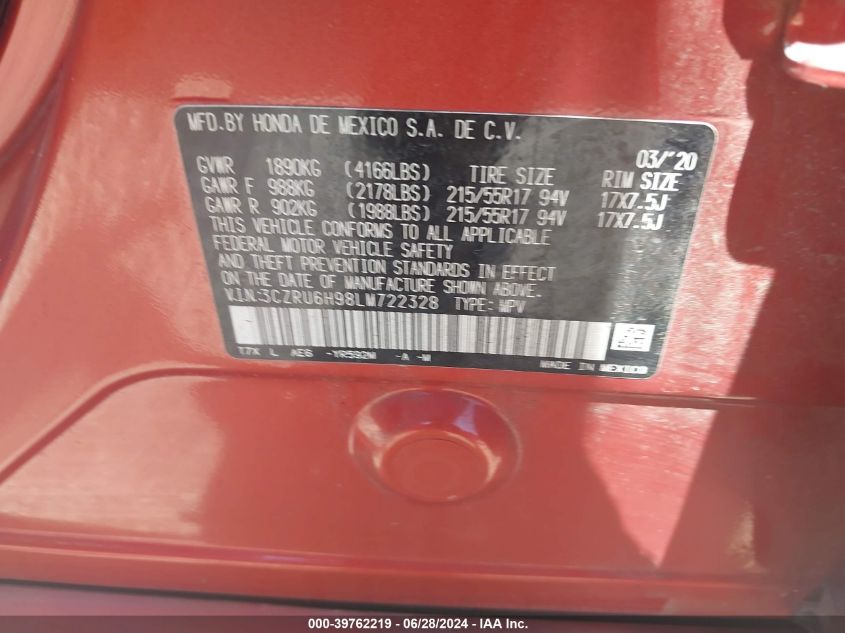 MFD.BY HONDA DE MEXICO S.A. DE C.V.
03/'20
GVWR 1890KG (4166LBS) TIRE SIZE RIM SIZE
GAWR F 988KG (2178LBS) 215/55R17 94V 17X7.5J
GAWR R 902KG (1988LBS) 215/55R17 94V 17X7.5J
THIS VEHICLE CONFORMS TO ALL APPLICABLE
FEDERAL MOTOR VEHICLE SAFETY
AND THEFT PREVENTION STANDARDS IN EFFECT
ON THE DATE OF MANUFACTURE SHOWN ABOVE.
V.I.N:3CZRU6H98LM722328 TYPE:MPV
T7X L AE6 -YR592M -A -M MADE IN MEXICO
000-39762219 - 06/28/2024 - IAA Inc.